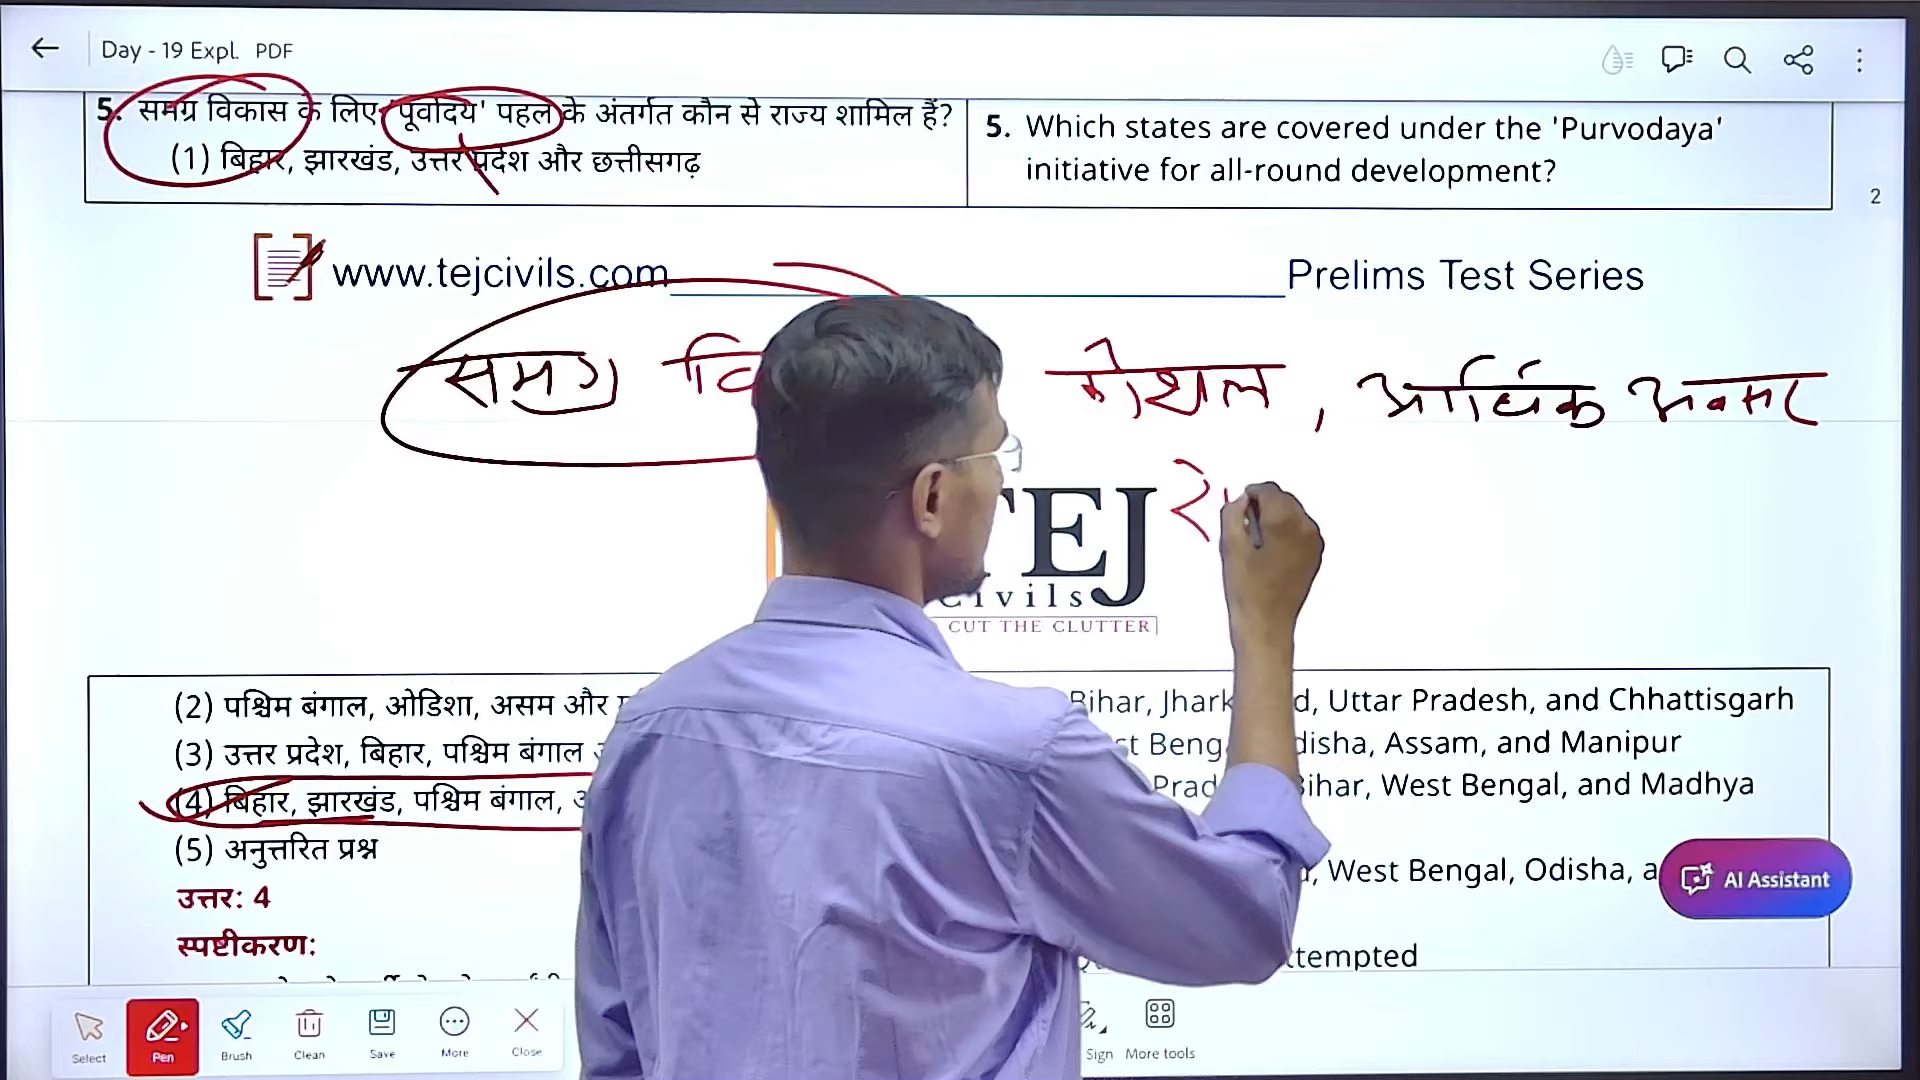 Day - 19 Expl. PDF
5. समग्र विकास के लिए 'पूर्वोदय' पहल के अंतर्गत कौन से राज्य शामिल हैं?
(1) बिहार, झारखंड, उत्तर प्रदेश और छत्तीसगढ़
5. Which states are covered under the 'Purvodaya'
initiative for all-round development?
2
www.tejcivils.com
Prelims Test Series
समग्र वि
कौशल, आर्थिक अवसर
TEJ
Civils
CUT THE CLUTTER
(2) पश्चिम बंगाल, ओडिशा, असम और
(3) उत्तर प्रदेश, बिहार, पश्चिम बंगाल
(4) बिहार, झारखंड, पश्चिम बंगाल,
(5) अनुत्तरित प्रश्न
उत्तर: 4
स्पष्टीकरण:
Bihar, Uttar Pradesh, and Chhattisgarh
Assam, and Manipur
Bihar, West Bengal, and Madhya
West Bengal, Odisha,
AI Assistant
Select
Pen
Brush
Clean
Save
More
Close
Sign
More tools